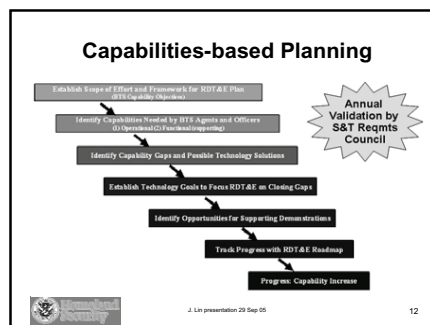 Capabilities-based Planning
Establish Scope of Effort and Framework for RDT&E Plan
(BTS Capability Objectives)
Annual
Validation by
S&T Reqmts
Council
Identify Capabilities Needed by BTS Agents and Officers
(1) Operational (2) Functional (supporting)
Identify Capability Gaps and Possible Technology Solutions
Establish Technology Goals to Focus RDT&E on Closing Gaps
Identify Opportunities for Supporting Demonstrations
Track Progress with RDT&E Roadmap
Progress: Capability Increase
Homeland
Security
J. Lin presentation 29 Sep 05
12